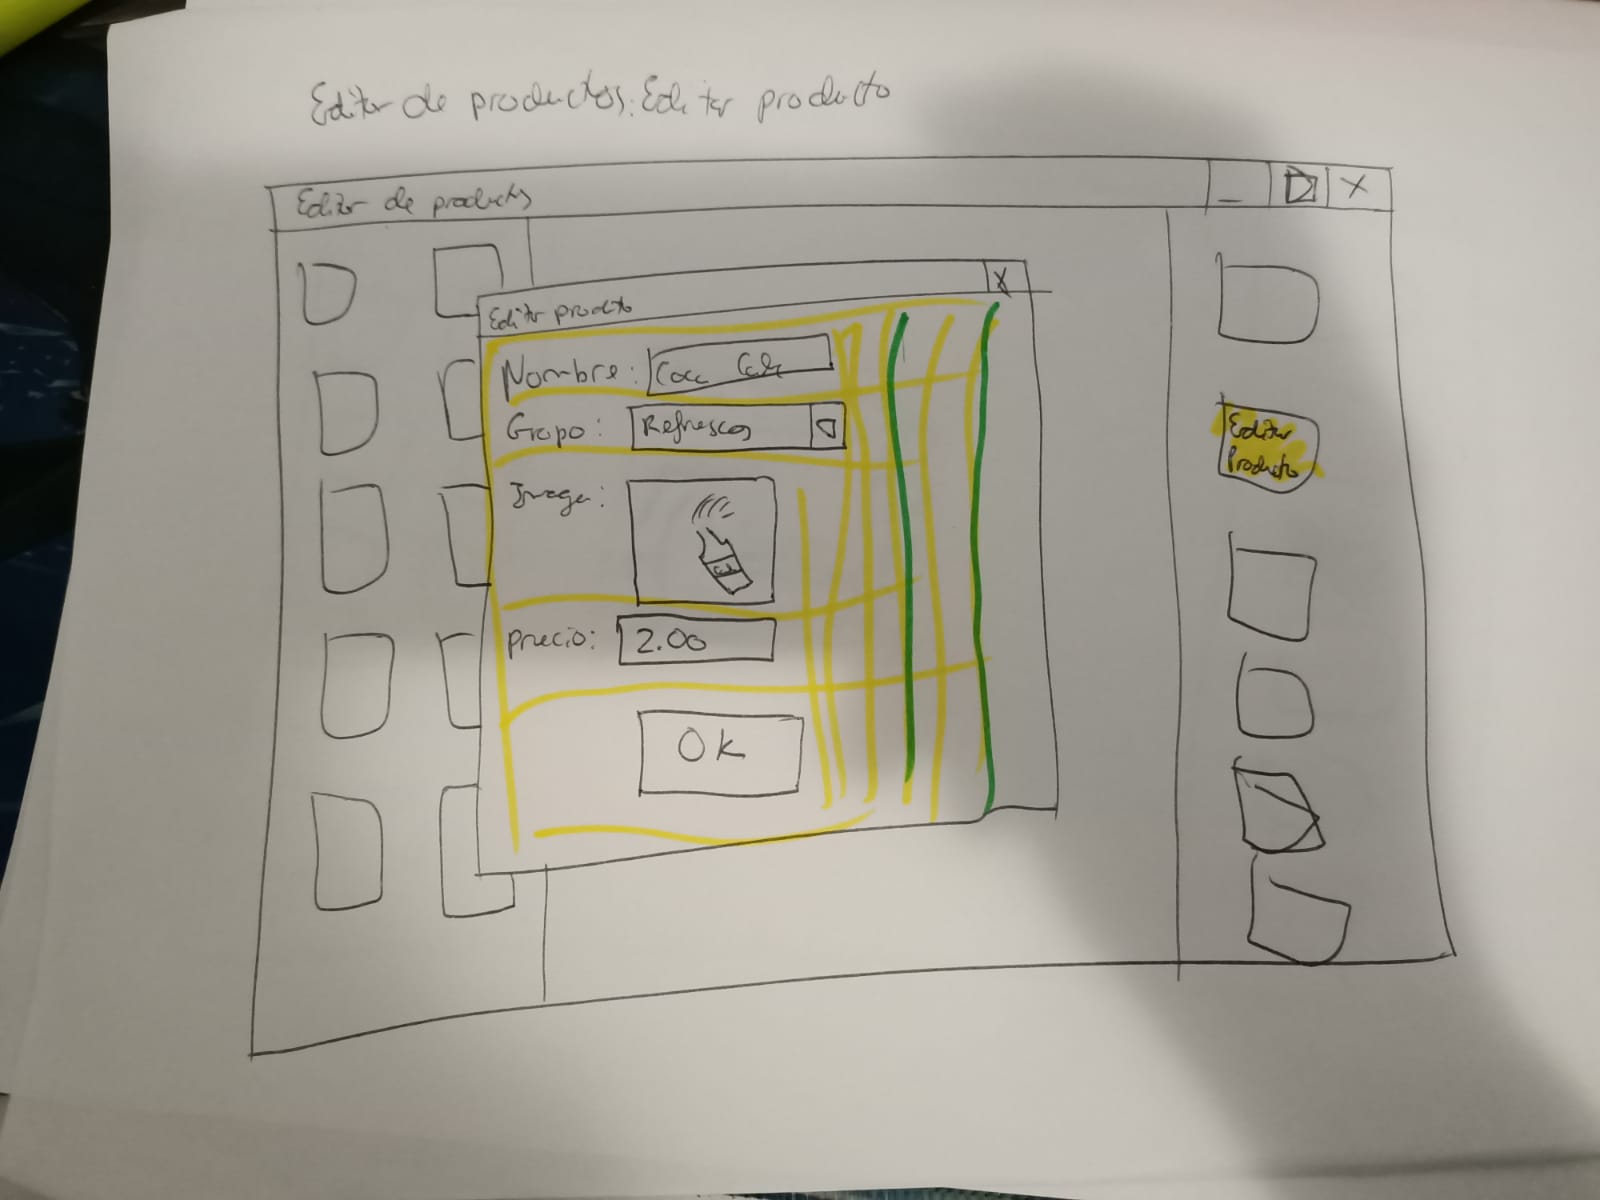 Editor de productos: Editar producto
Editor de productos
_ X
X
Editar producto
Nombre: Coca Cola
Grupo: Refrescos
Imagen:
Precio: 2.00
OK
Editar
Producto